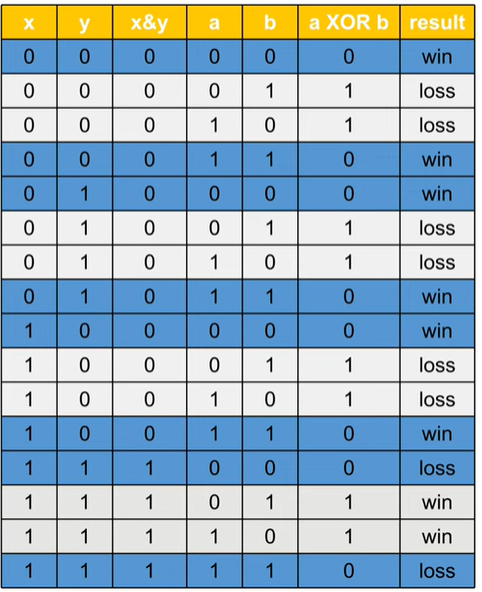 x y x&y a b a XOR b result
0 0 0 0 0 0 win
0 0 0 0 1 1 loss
0 0 0 1 0 1 loss
0 0 0 1 1 0 win
0 1 0 0 0 0 win
0 1 0 0 1 1 loss
0 1 0 1 0 1 loss
0 1 0 1 1 0 win
1 0 0 0 0 0 win
1 0 0 0 1 1 loss
1 0 0 1 0 1 loss
1 0 0 1 1 0 win
1 1 1 0 0 0 loss
1 1 1 0 1 1 win
1 1 1 1 0 1 win
1 1 1 1 1 0 loss